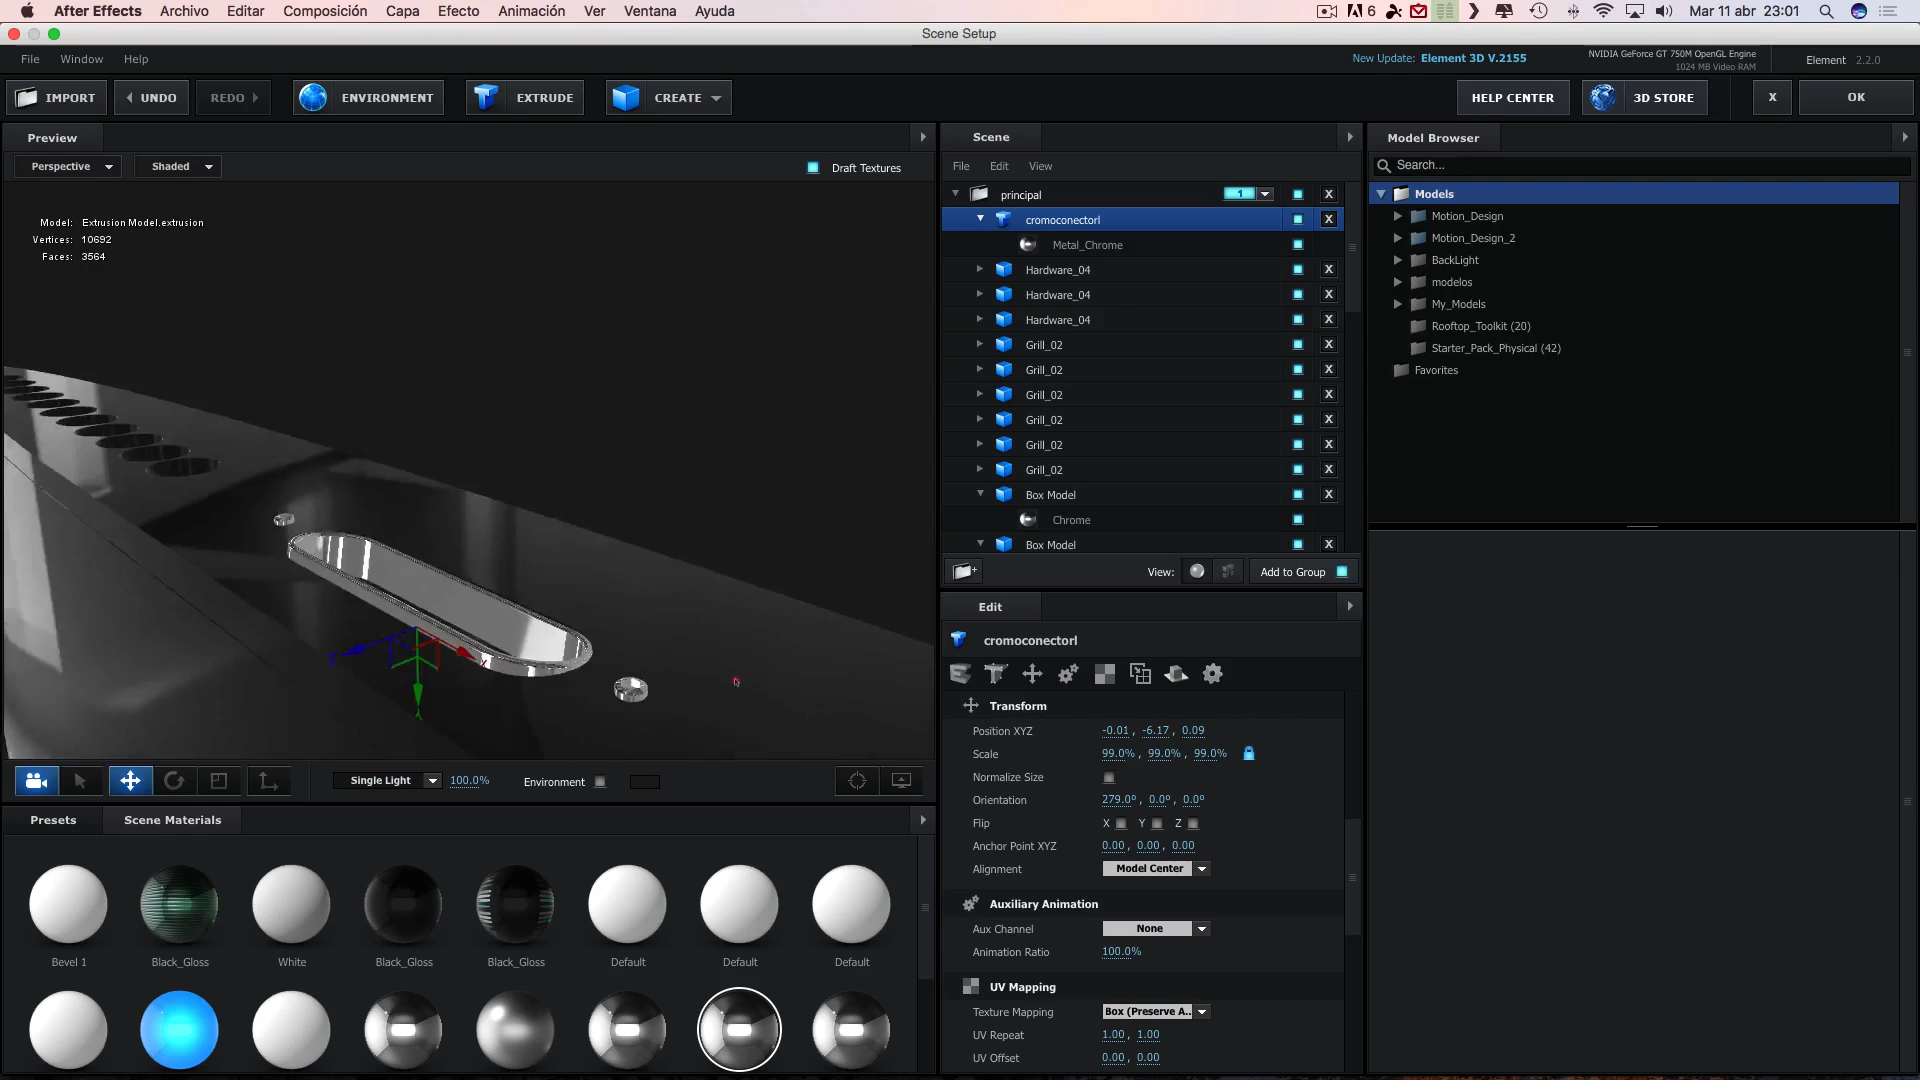 After Effects Archivo Editar Composición Capa Efecto Animación Ver Ventana Ayuda 6 Mar 11 abr 23:01
Scene Setup
File Window Help
New Update: Element 3D V.2155
NVIDIA GeForce GT 750M OpenGL Engine
1024 MB Video RAM
Element 2.2.0
IMPORT UNDO REDO ENVIRONMENT EXTRUDE CREATE HELP CENTER 3D STORE X OK
Preview
Perspective Shaded Draft Textures
Model: Extrusion Model.extrusion
Vertices: 10692
Faces: 3564
Z X Y
Single Light 100.0% Environment
Presets Scene Materials
Bevel 1 Black_Gloss White Black_Gloss Black_Gloss Default Default Default
Scene
File Edit View
principal 1 X
cromoconectorl X
Metal_Chrome
Hardware_04 X
Hardware_04 X
Hardware_04 X
Grill_02 X
Grill_02 X
Grill_02 X
Grill_02 X
Grill_02 X
Grill_02 X
Box Model X
Chrome
Box Model X
View: Add to Group
Edit
cromoconectorl
Transform
Position XYZ -0.01, -6.17, 0.09
Scale 99.0%, 99.0%, 99.0%
Normalize Size
Orientation 279.0º, 0.0º, 0.0º
Flip X Y Z
Anchor Point XYZ 0.00, 0.00, 0.00
Alignment Model Center
Auxiliary Animation
Aux Channel None
Animation Ratio 100.0%
UV Mapping
Texture Mapping Box (Preserve A..
UV Repeat 1.00, 1.00
UV Offset 0.00, 0.00
Model Browser
Search...
Models
Motion_Design
Motion_Design_2
BackLight
modelos
My_Models
Rooftop_Toolkit (20)
Starter_Pack_Physical (42)
Favorites